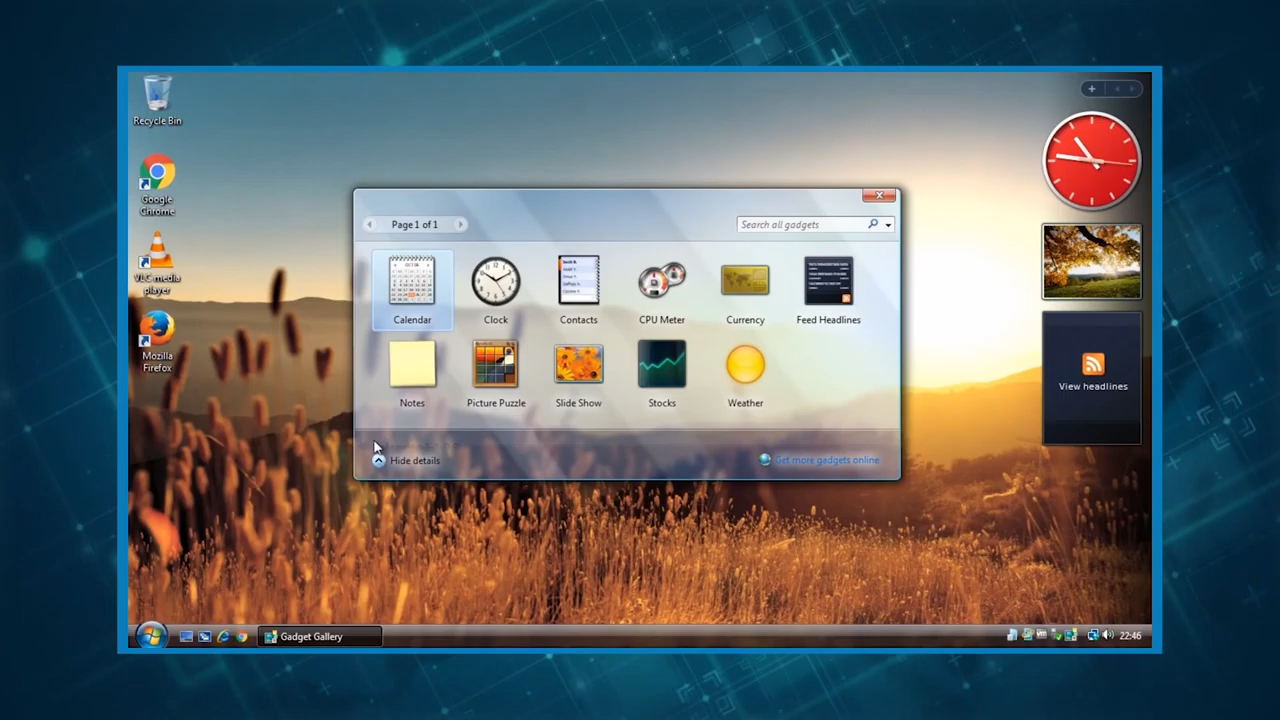 Recycle Bin
Google
Chrome
VLC media
player
Mozilla
Firefox
Page 1 of 1
Search all gadgets
Calendar
Clock
Contacts
CPU Meter
Currency
Feed Headlines
Notes
Picture Puzzle
Slide Show
Stocks
Weather
Hide details
Get more gadgets online
View headlines
Gadget Gallery
22:46